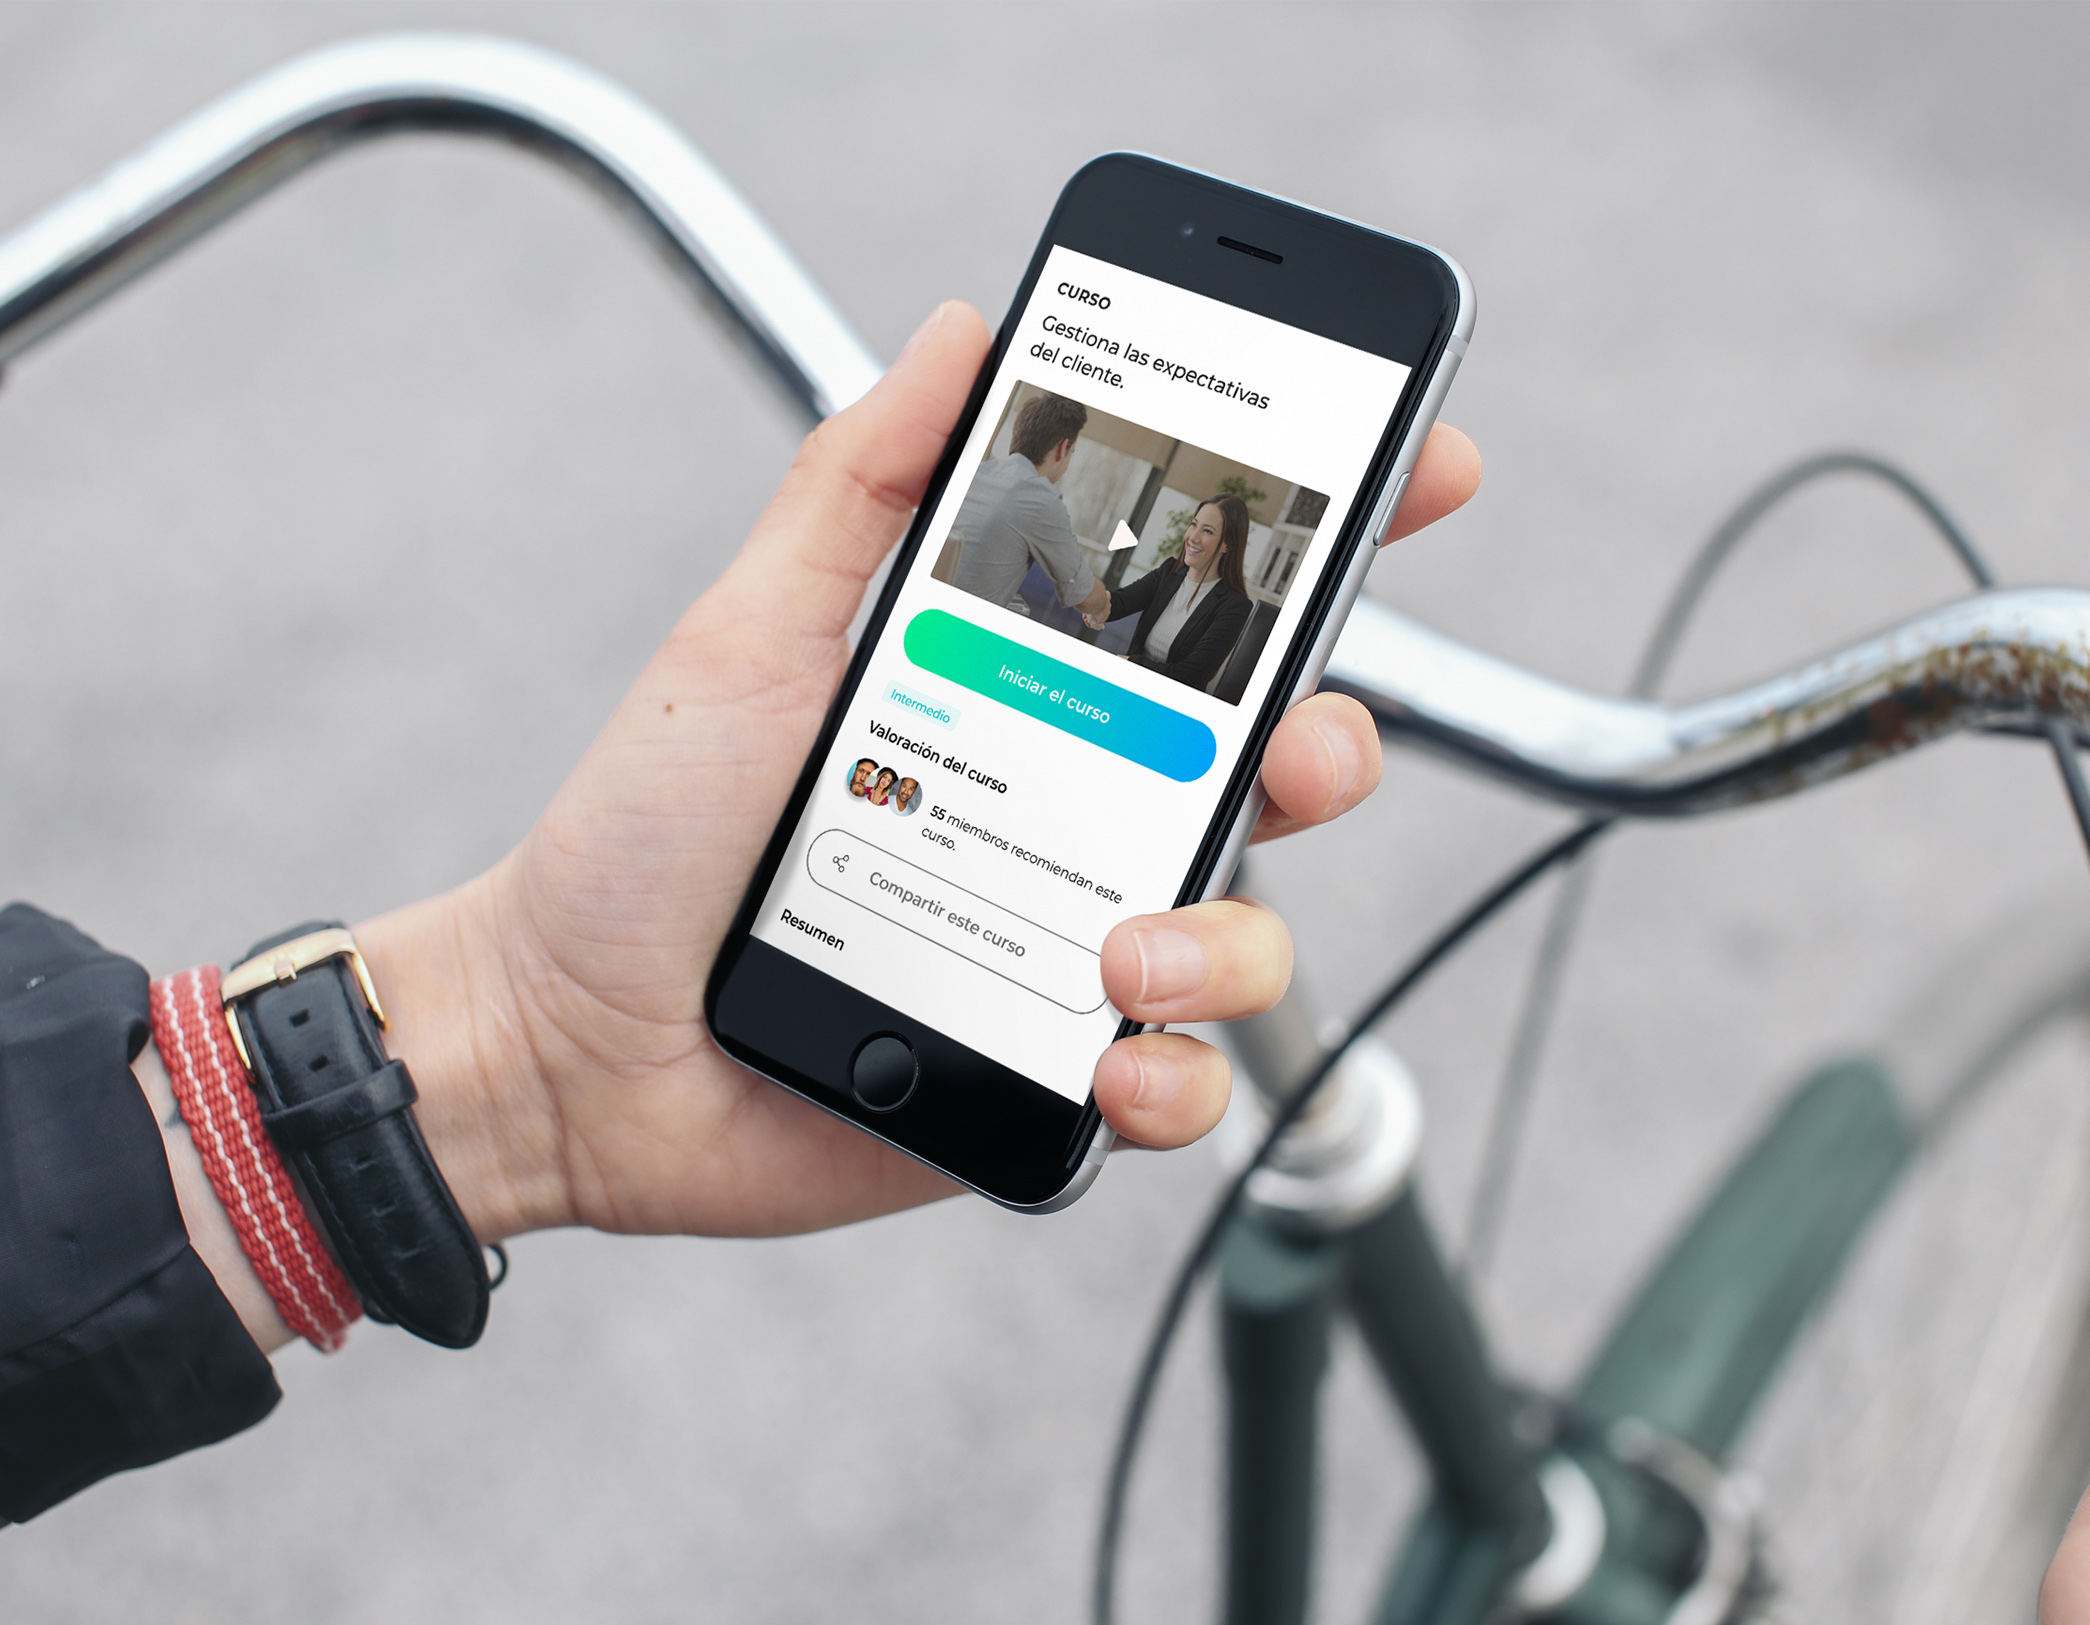 CURSO
Gestiona las expectativas
del cliente.
Iniciar el curso
Intermedio
Valoración del curso
55 miembros recomiendan este
curso.
Compartir este curso
Resumen